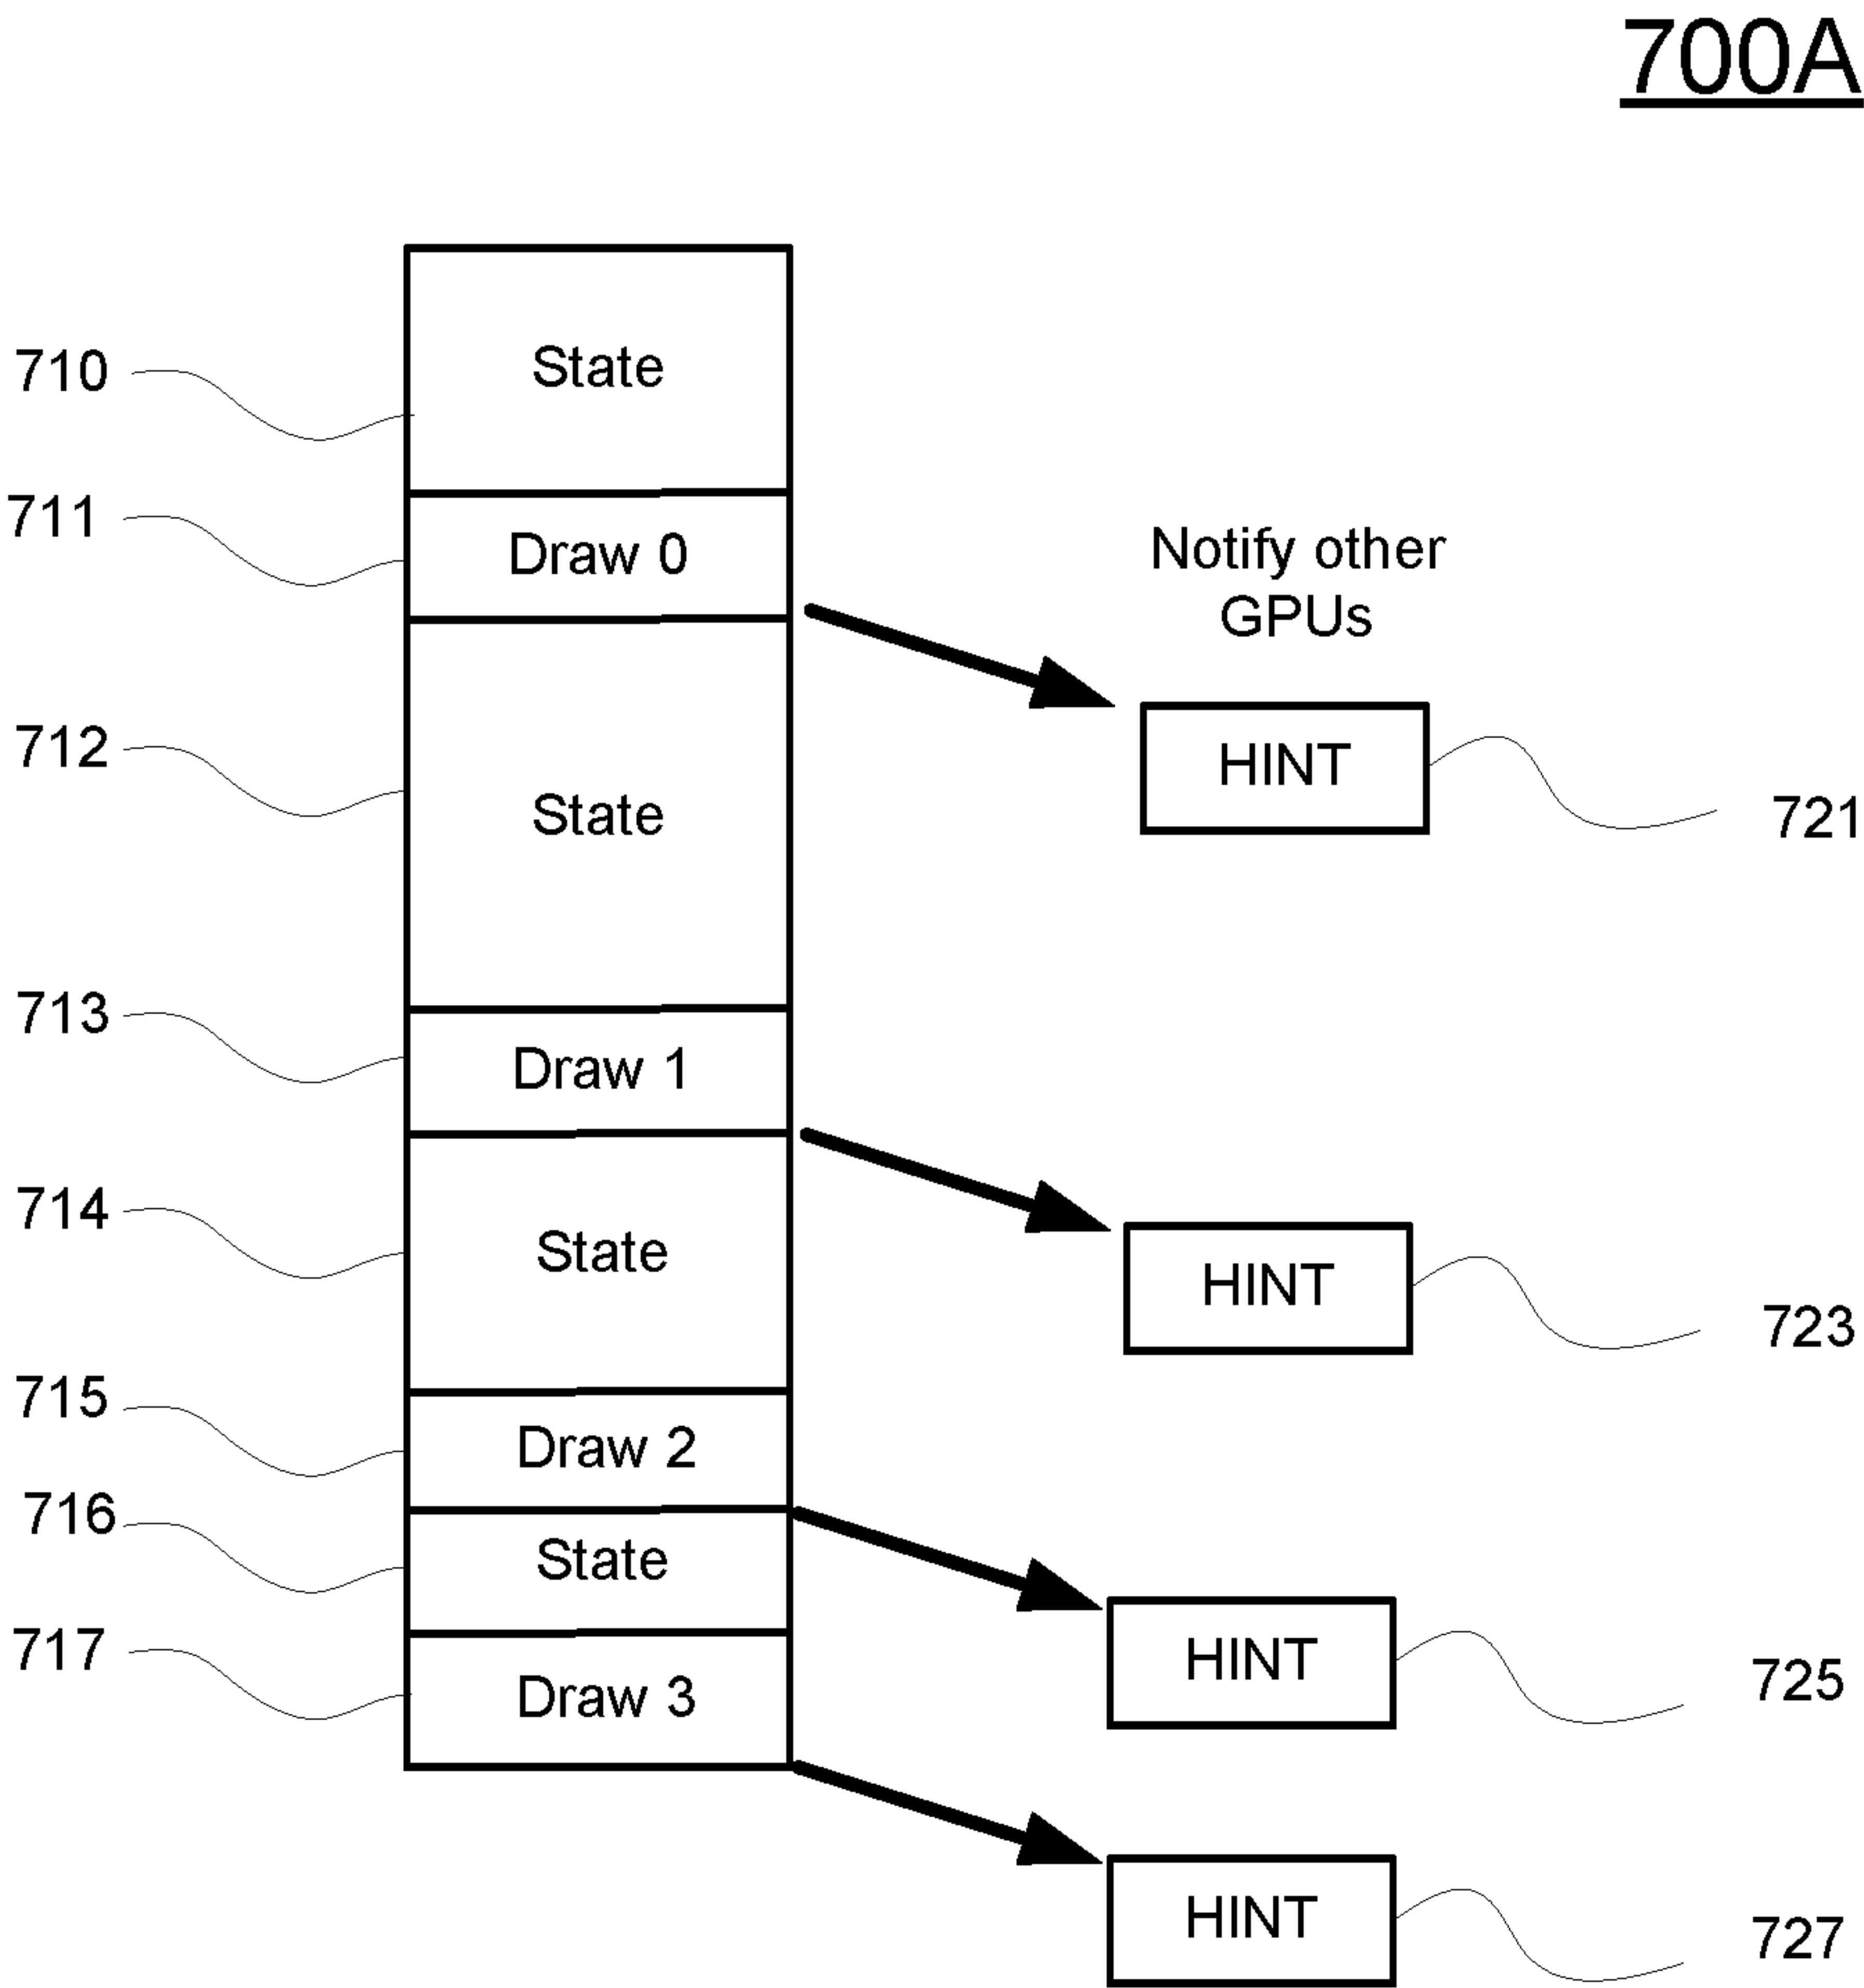 700A
710
State
711
Draw 0
Notify other
GPUs
712
State
HINT
721
713
Draw 1
714
State
HINT
723
715
Draw 2
716
State
717
Draw 3
HINT
725
HINT
727